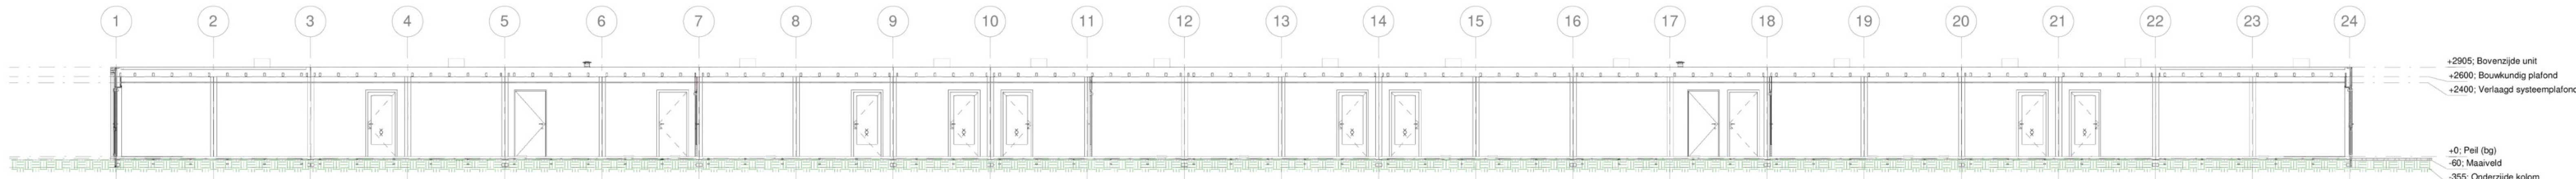 1 2 3 4 5 6 7 8 9 10 11 12 13 14 15 16 17 18 19 20 21 22 23 24
+2905; Bovenzijde unit
+2600; Bouwkundig plafond
+2400; Verlaagd systeemplafond
+0; Peil (bg)
-60; Maaiveld
-355; Onderzijde kolom